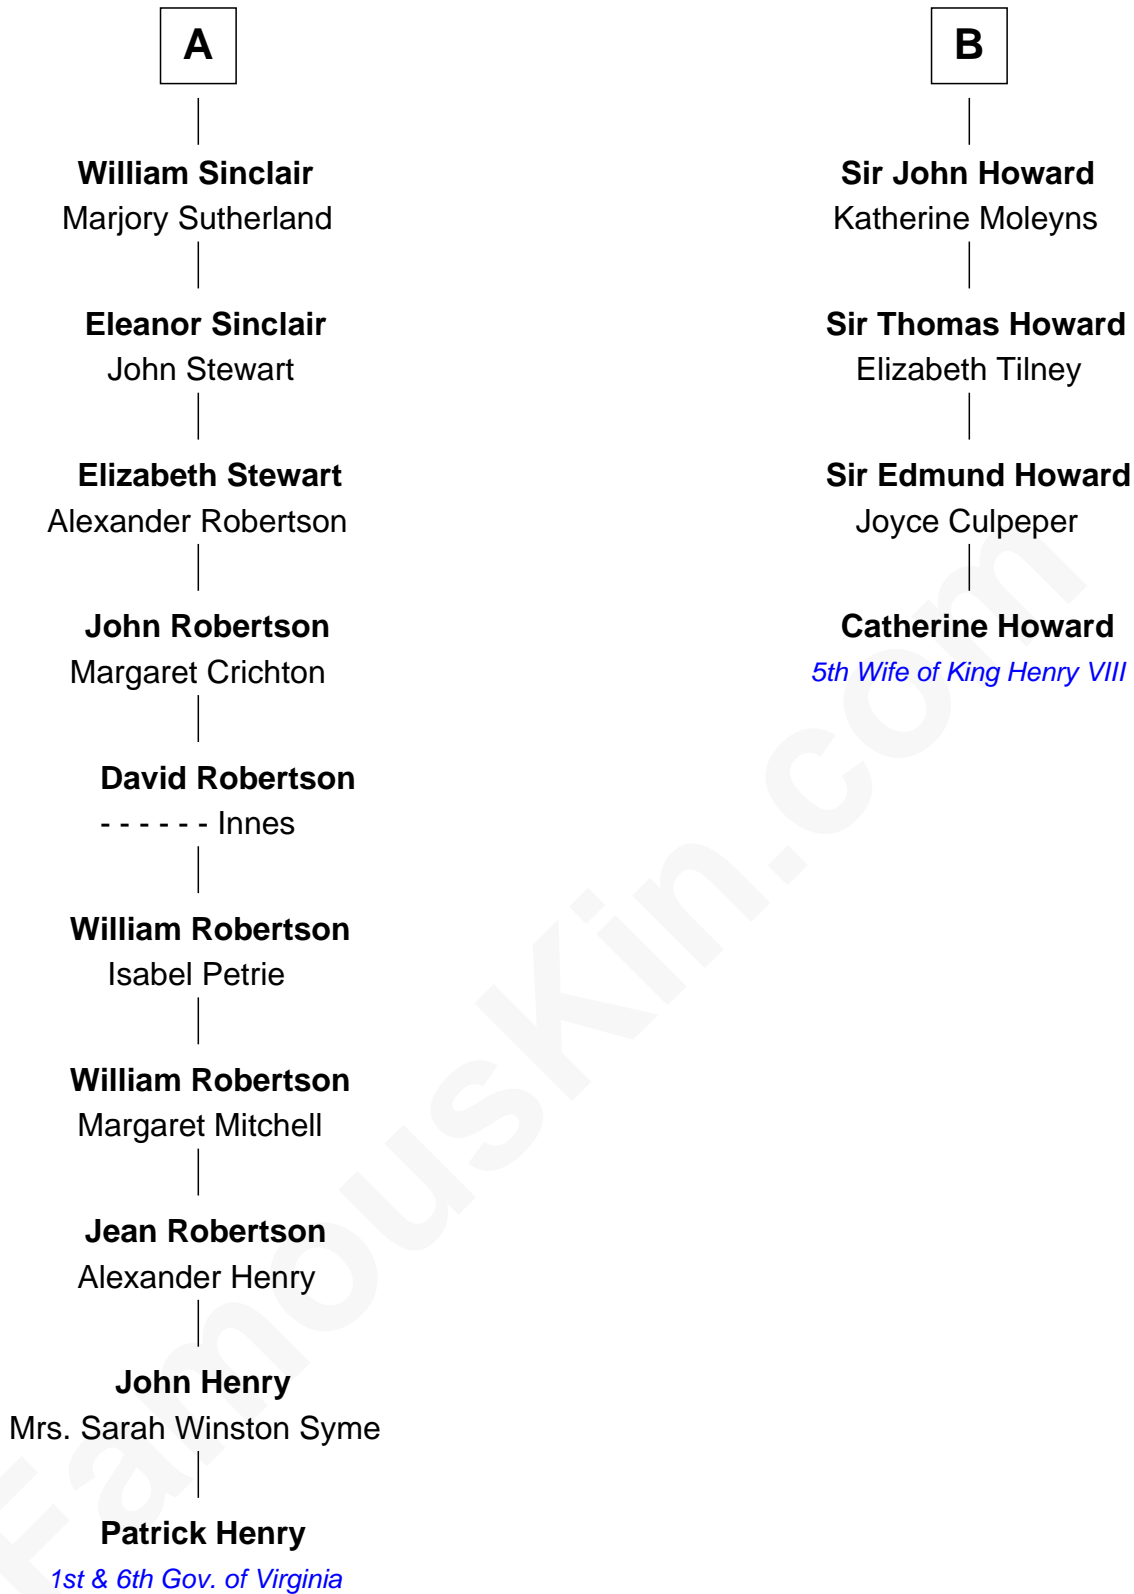 A
William Sinclair
Marjory Sutherland
Eleanor Sinclair
John Stewart
Elizabeth Stewart
Alexander Robertson
John Robertson
Margaret Crichton
David Robertson
- - - - - - Innes
William Robertson
Isabel Petrie
William Robertson
Margaret Mitchell
Jean Robertson
Alexander Henry
John Henry
Mrs. Sarah Winston Syme
Patrick Henry
1st & 6th Gov. of Virginia
B
Sir John Howard
Katherine Moleyns
Sir Thomas Howard
Elizabeth Tilney
Sir Edmund Howard
Joyce Culpeper
Catherine Howard
5th Wife of King Henry VIII
FamousKin.com